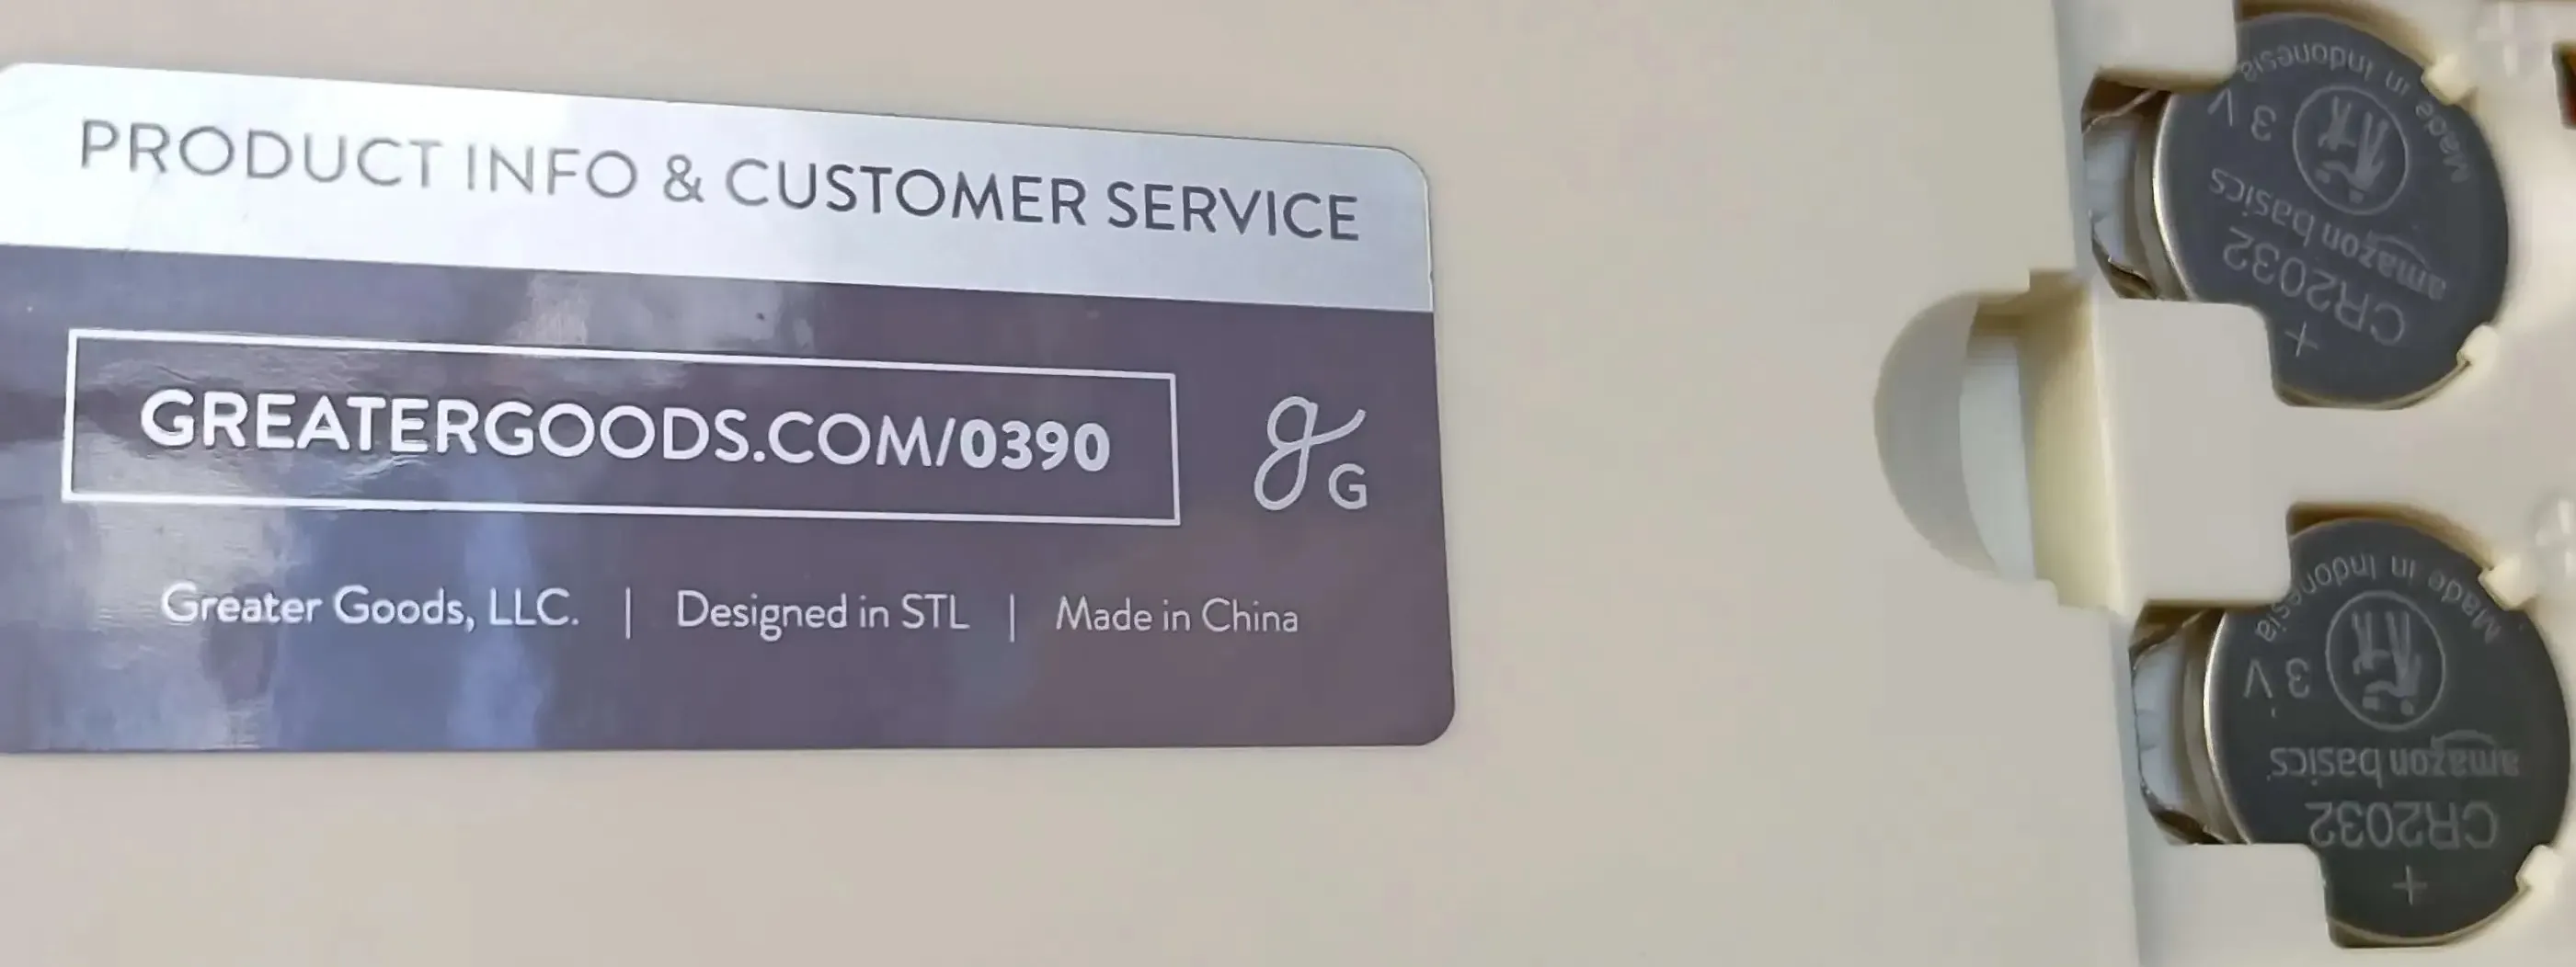 PRODUCT INFO & CUSTOMER SERVICE
GREATERGOODS.COM/0390
g G
Greater Goods, LLC. | Designed in STL | Made in China
+
CR2032
amazon basics
3 V
Made in Indonesia
+
CR2032
amazon basics
3 V
Made in Indonesia